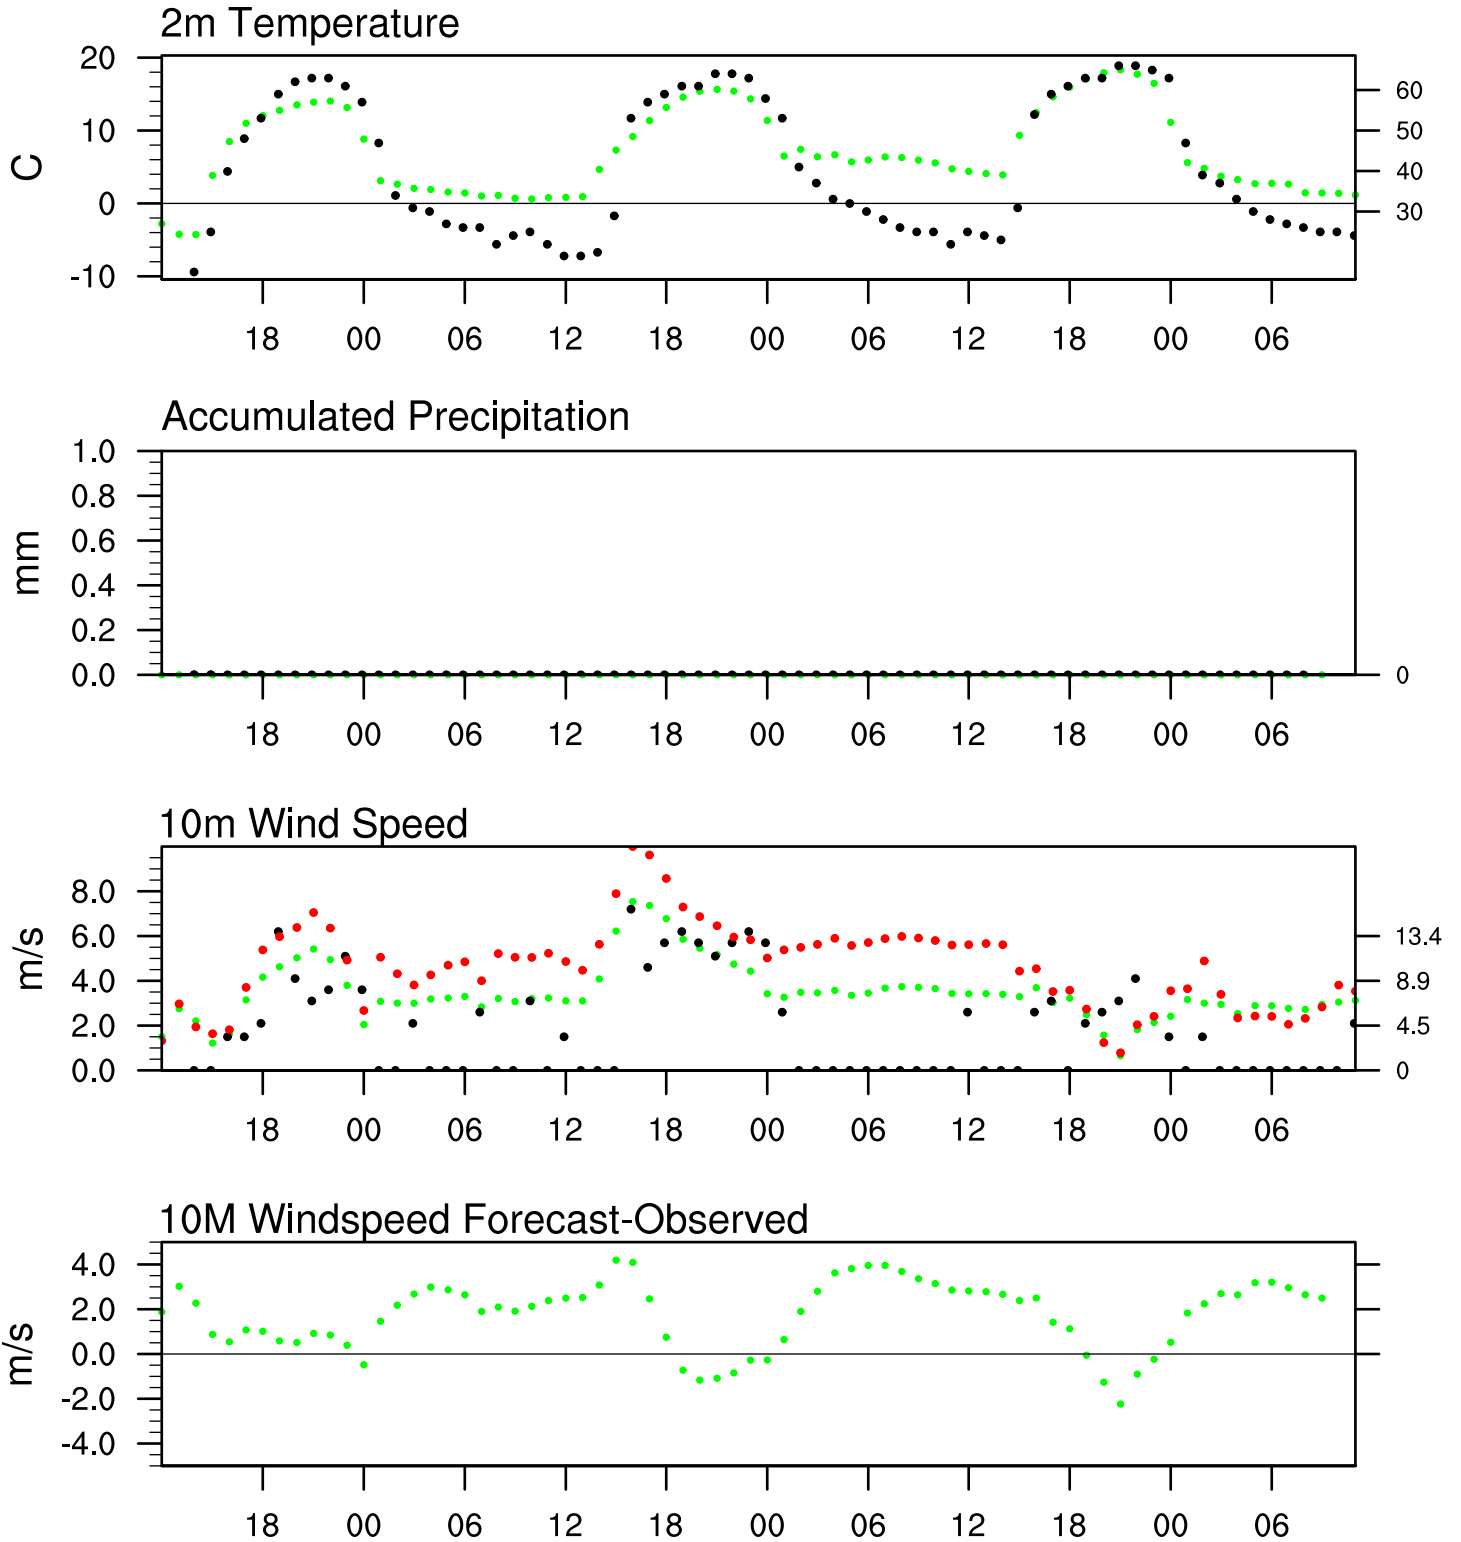 2m Temperature
20
10
0
-10
C
60
50
40
30
18 00 06 12 18 00 06 12 18 00 06
Accumulated Precipitation
1.0
0.8
0.6
0.4
0.2
0.0
mm
0
18 00 06 12 18 00 06 12 18 00 06
10m Wind Speed
8.0
6.0
4.0
2.0
0.0
m/s
13.4
8.9
4.5
0
18 00 06 12 18 00 06 12 18 00 06
10M Windspeed Forecast-Observed
4.0
2.0
0.0
-2.0
-4.0
m/s
18 00 06 12 18 00 06 12 18 00 06